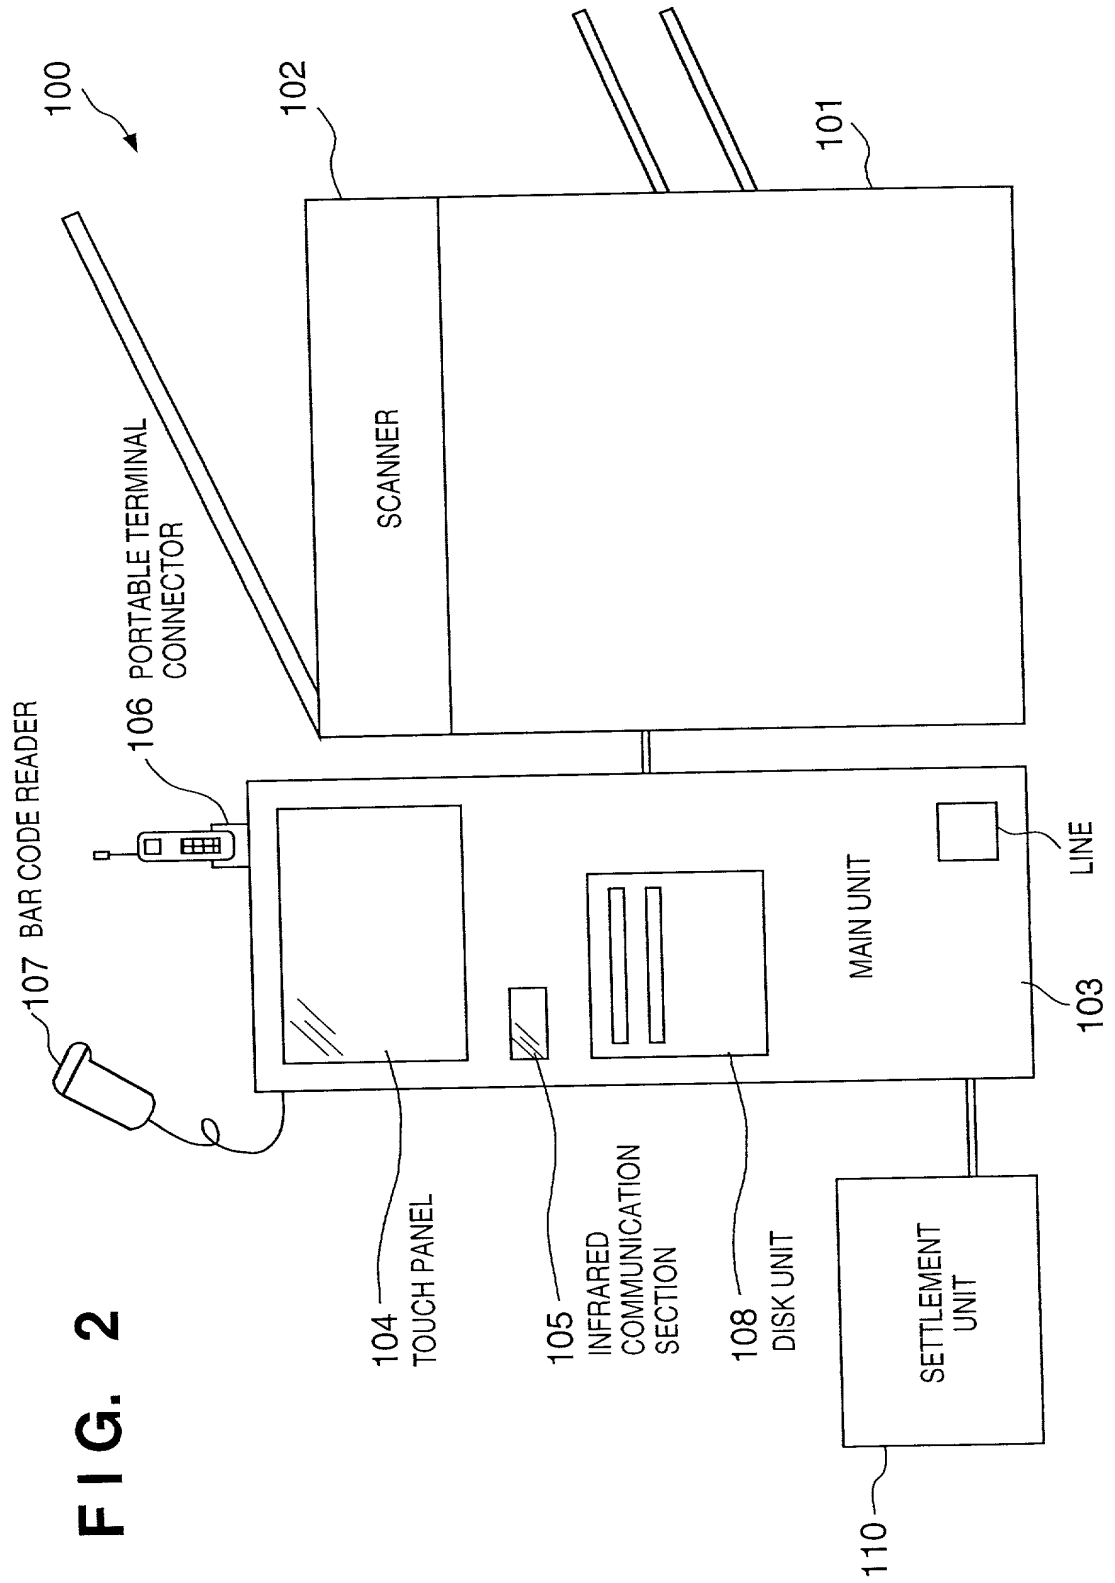 FIG. 2
100
102
101
SCANNER
106 PORTABLE TERMINAL
CONNECTOR
107 BAR CODE READER
104
TOUCH PANEL
105
INFRARED
COMMUNICATION
SECTION
108
DISK UNIT
MAIN UNIT
LINE
103
SETTLEMENT
UNIT
110